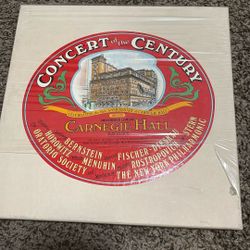 CONCERT of the CENTURY
CARNEGIE HALL
BERNSTEIN
FISCHER-DIESKAU
HOROWITZ
MENUHIN
ROSTROPOVICH
STERN
ORATORIO SOCIETY
THE NEW YORK PHILHARMONIC